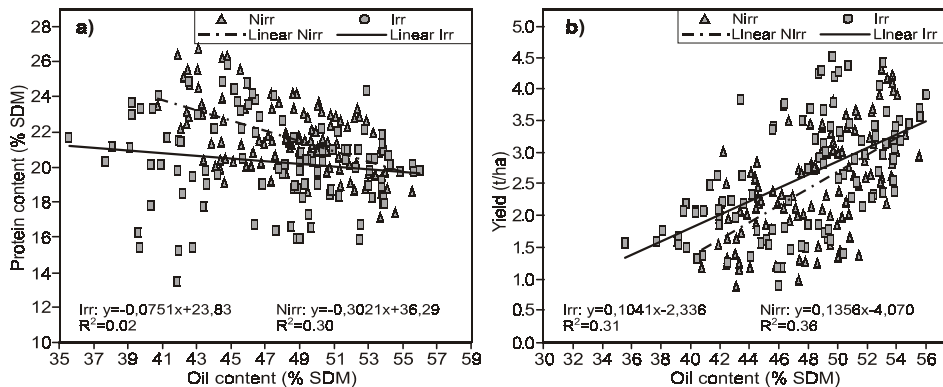 a)
Nirr Irr
Linear Nirr Linear Irr
Protein content (% SDM)
28
26
24
22
20
18
16
14
12
10
Irr: y=-0,0751x+23,83
R²=0.02
Nirr: y=-0,3021x+36,29
R²=0.30
35 37 39 41 43 45 47 49 51 53 55 57 59
Oil content (% SDM)
b)
Nirr Irr
Linear Nirr Linear Irr
Yield (t/ha)
5.0
4.5
4.0
3.5
3.0
2.5
2.0
1.5
1.0
0.5
0.0
Irr: y=0,1041x-2,336
R²=0.31
Nirr: y=0,1356x-4,070
R²=0.36
30 32 34 36 38 40 42 44 46 48 50 52 54 56
Oil content (% SDM)